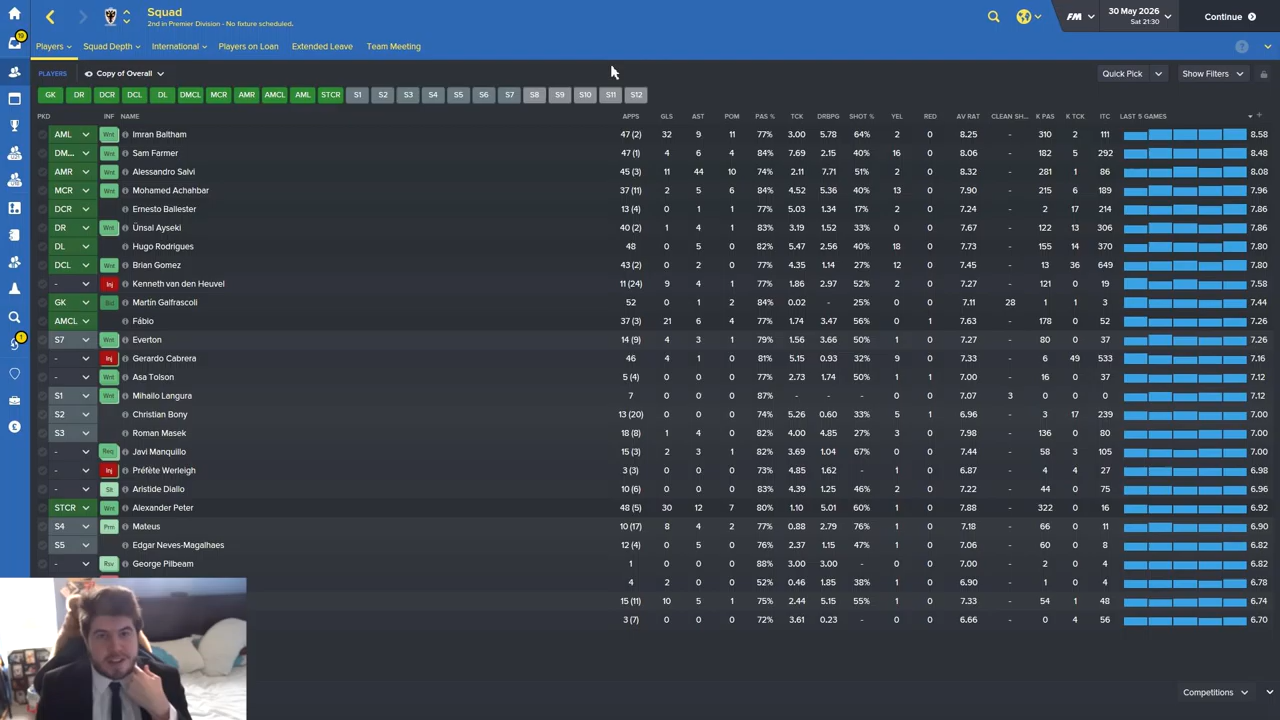 Squad
2nd in Premier Division - No fixture scheduled.
FM
30 May 2026
Sat 21:30
Continue
19
Players Squad Depth International Players on Loan Extended Leave Team Meeting
PLAYERS Copy of Overall Quick Pick Show Filters
GK DR DCR DCL DL DMCL MCR AMR AMCL AML STCR S1 S2 S3 S4 S5 S6 S7 S8 S9 S10 S11 S12
PKD INF NAME APPS GLS AST POM PAS % TCK DRBPG SHOT % YEL RED AV RAT CLEAN SH... K PAS K TCK ITC LAST 5 GAMES
AML Wnt Imran Baltham 47 (2) 32 9 11 77% 3.00 5.78 64% 2 0 8.25 - 310 2 111 8.58
DM... Wnt Sam Farmer 47 (1) 4 6 4 84% 7.69 2.15 40% 16 0 8.06 - 182 5 292 8.48
AMR Wnt Alessandro Salvi 45 (3) 11 44 10 74% 2.11 7.71 51% 2 0 8.32 - 281 1 86 8.08
MCR Wnt Mohamed Achahbar 37 (11) 2 5 6 84% 4.52 5.36 40% 13 0 7.90 - 215 6 189 7.96
DCR Ernesto Ballester 13 (4) 0 1 1 77% 5.03 1.34 17% 2 0 7.24 - 2 17 214 7.86
DR Wnt Ünsal Ayseki 40 (2) 1 4 1 83% 3.19 1.52 33% 0 0 7.67 - 122 13 306 7.86
DL Hugo Rodrigues 48 0 5 0 82% 5.47 2.56 40% 18 0 7.73 - 155 14 370 7.86
DCL Wnt Brian Gomez 43 (2) 0 2 0 77% 4.35 1.14 27% 12 0 7.45 - 13 36 649 7.80
- Inj Kenneth van den Heuvel 11 (24) 9 4 1 77% 1.86 2.97 52% 2 0 7.27 - 121 0 19 7.58
GK Bid Martín Galfrascoli 52 0 1 2 84% 0.02 - 25% 0 0 7.11 28 1 1 3 7.44
AMCL Fábio 37 (3) 21 6 4 77% 1.74 3.47 56% 0 1 7.63 - 178 0 52 7.26
S7 Wnt Everton 14 (9) 4 3 1 79% 1.56 3.66 50% 1 0 7.27 - 80 0 37 7.26
- Inj Gerardo Cabrera 46 4 1 0 81% 5.15 0.93 32% 9 0 7.33 - 6 49 533 7.16
- Wnt Asa Tolson 5 (4) 0 0 0 77% 2.73 1.74 50% 1 1 7.00 - 16 0 37 7.12
S1 Wnt Mihailo Langura 7 0 0 0 87% - - - 0 0 7.07 3 0 0 0 7.12
S2 Christian Bony 13 (20) 0 0 0 74% 5.26 0.60 33% 5 1 6.96 - 3 17 239 7.00
S3 Roman Masek 18 (8) 1 4 0 82% 4.00 4.85 27% 3 0 7.98 - 136 0 80 7.00
- Req Javi Manquillo 15 (3) 2 3 1 82% 3.69 1.04 67% 0 0 7.44 - 58 3 105 7.00
- Inj Préfète Werleigh 3 (3) 0 0 0 73% 4.85 1.62 - 1 0 6.87 - 4 4 27 6.98
- Slt Aristide Diallo 10 (6) 0 0 0 83% 4.39 1.25 46% 2 0 7.22 - 44 0 75 6.96
STCR Wnt Alexander Peter 48 (5) 30 12 7 80% 1.10 5.01 60% 1 0 7.88 - 322 0 16 6.92
S4 Prm Mateus 10 (17) 8 4 2 77% 0.88 2.79 76% 1 0 7.18 - 66 0 11 6.90
S5 Edgar Neves-Magalhaes 12 (4) 0 5 0 76% 2.37 1.15 47% 1 0 7.06 - 60 0 8 6.82
- Rsv George Pilbeam 1 0 0 0 88% 3.00 3.00 - 0 0 7.00 - 2 0 4 6.82
4 2 0 0 52% 0.46 1.85 38% 1 0 6.90 - 1 0 4 6.78
15 (11) 10 5 1 75% 2.44 5.15 55% 1 0 7.33 - 54 1 48 6.74
3 (7) 0 0 0 72% 3.61 0.23 - 1 0 6.66 - 0 4 56 6.70
Competitions